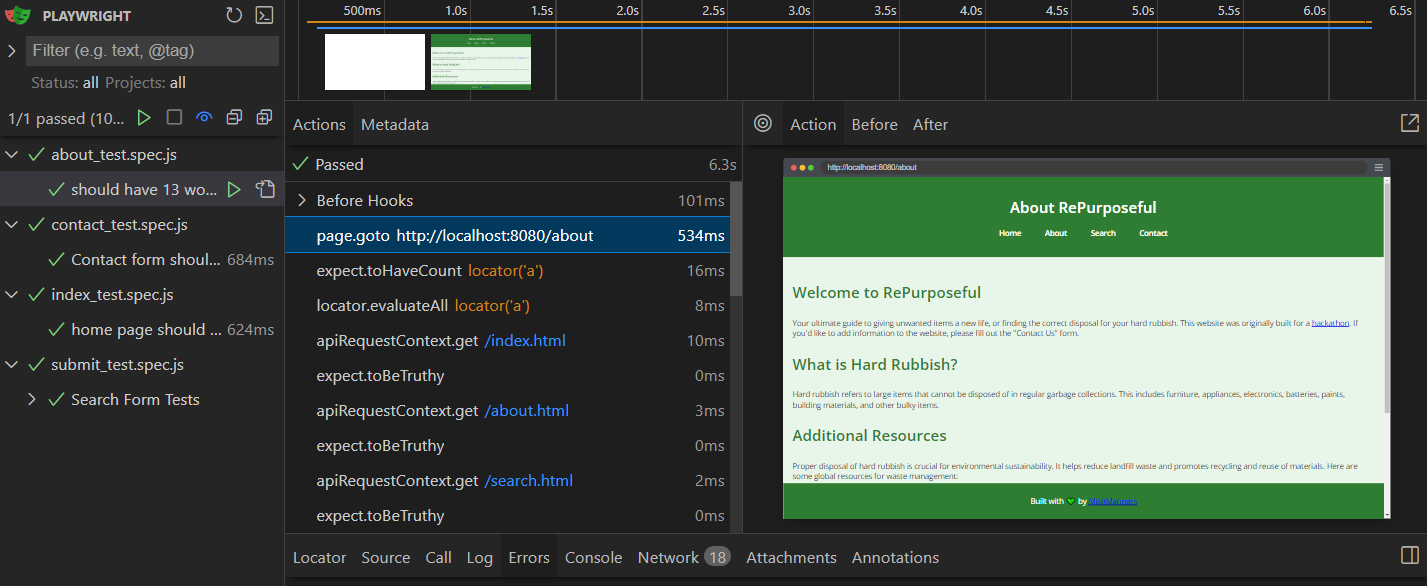 PLAYWRIGHT
Filter (e.g. text, @tag)
Status: all Projects: all
1/1 passed (10...
about_test.spec.js
should have 13 wo...
contact_test.spec.js
Contact form shoul... 684ms
index_test.spec.js
home page should ... 624ms
submit_test.spec.js
Search Form Tests
500ms 1.0s 1.5s 2.0s 2.5s 3.0s 3.5s 4.0s 4.5s 5.0s 5.5s 6.0s 6.5s
Actions Metadata
Passed 6.3s
Before Hooks 101ms
page.goto http://localhost:8080/about 534ms
expect.toHaveCount locator('a') 16ms
locator.evaluateAll locator('a') 8ms
apiRequestContext.get /index.html 10ms
expect.toBeTruthy 0ms
apiRequestContext.get /about.html 3ms
expect.toBeTruthy 0ms
apiRequestContext.get /search.html 2ms
expect.toBeTruthy 0ms
Action Before After
http://localhost:8080/about
About RePurposeful
Home About Search Contact
Welcome to RePurposeful
Your ultimate guide to giving unwanted items a new life, or finding the correct disposal for your hard rubbish. This website was originally built for a hackathon. If
you'd like to add information to the website, please fill out the "Contact Us" form.
What is Hard Rubbish?
Hard rubbish refers to large items that cannot be disposed of in regular garbage collections. This includes furniture, appliances, electronics, batteries, paints,
building materials, and other bulky items.
Additional Resources
Proper disposal of hard rubbish is crucial for environmental sustainability. It helps reduce landfill waste and promotes recycling and reuse of materials. Here are
some global resources for waste management:
Built with 💚 by
Locator Source Call Log Errors Console Network 18 Attachments Annotations